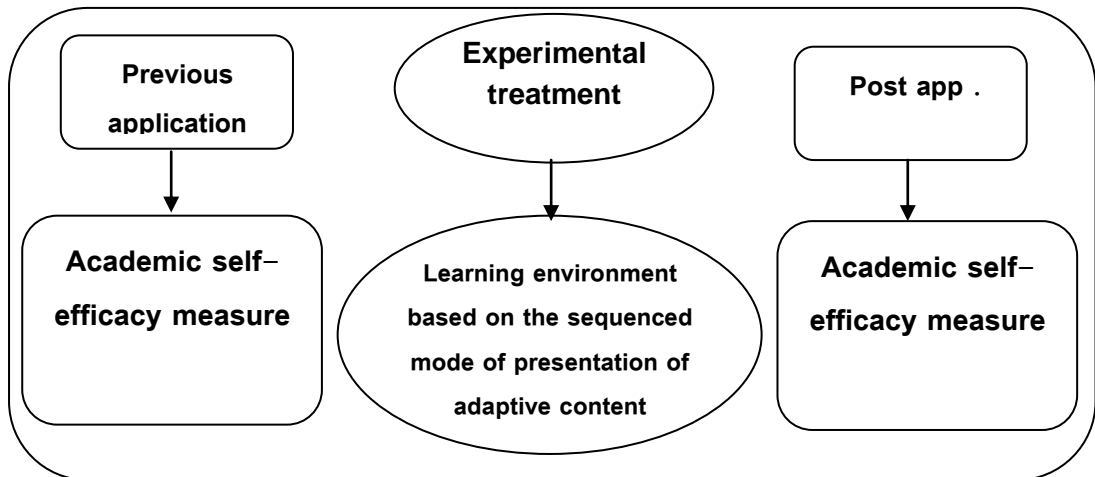 Previous
application
Experimental
treatment
Post app .
Academic self–
efficacy measure
Learning environment
based on the sequenced
mode of presentation of
adaptive content
Academic self–
efficacy measure